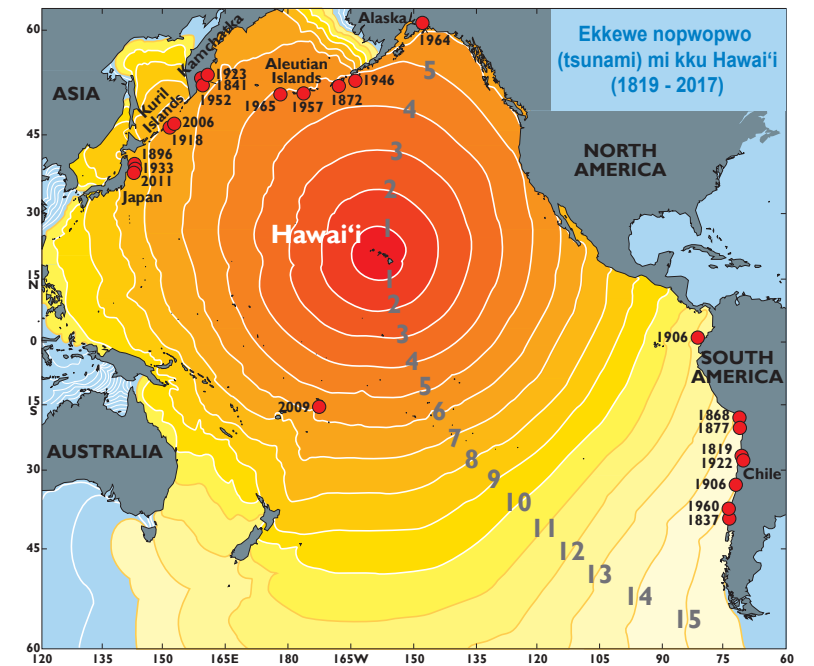 Ekkewe nopwopwo
(tsunami) mi kku Hawai‘i
(1819 - 2017)
60
45
30
15
N
0
15
S
30
45
60
120
135
150
165E
180
165W
150
135
120
105
90
75
60
ASIA
Kamchatka
Kuril
Islands
Aleutian
Islands
Alaska
Japan
NORTH
AMERICA
SOUTH
AMERICA
Chile
AUSTRALIA
Hawai‘i
1923
1841
1952
2006
1918
1896
1933
2011
1965
1957
1872
1946
1964
2009
1906
1868
1877
1819
1922
1906
1960
1837
5
4
3
2
1
1
2
3
4
5
6
7
8
9
10
11
12
13
14
15